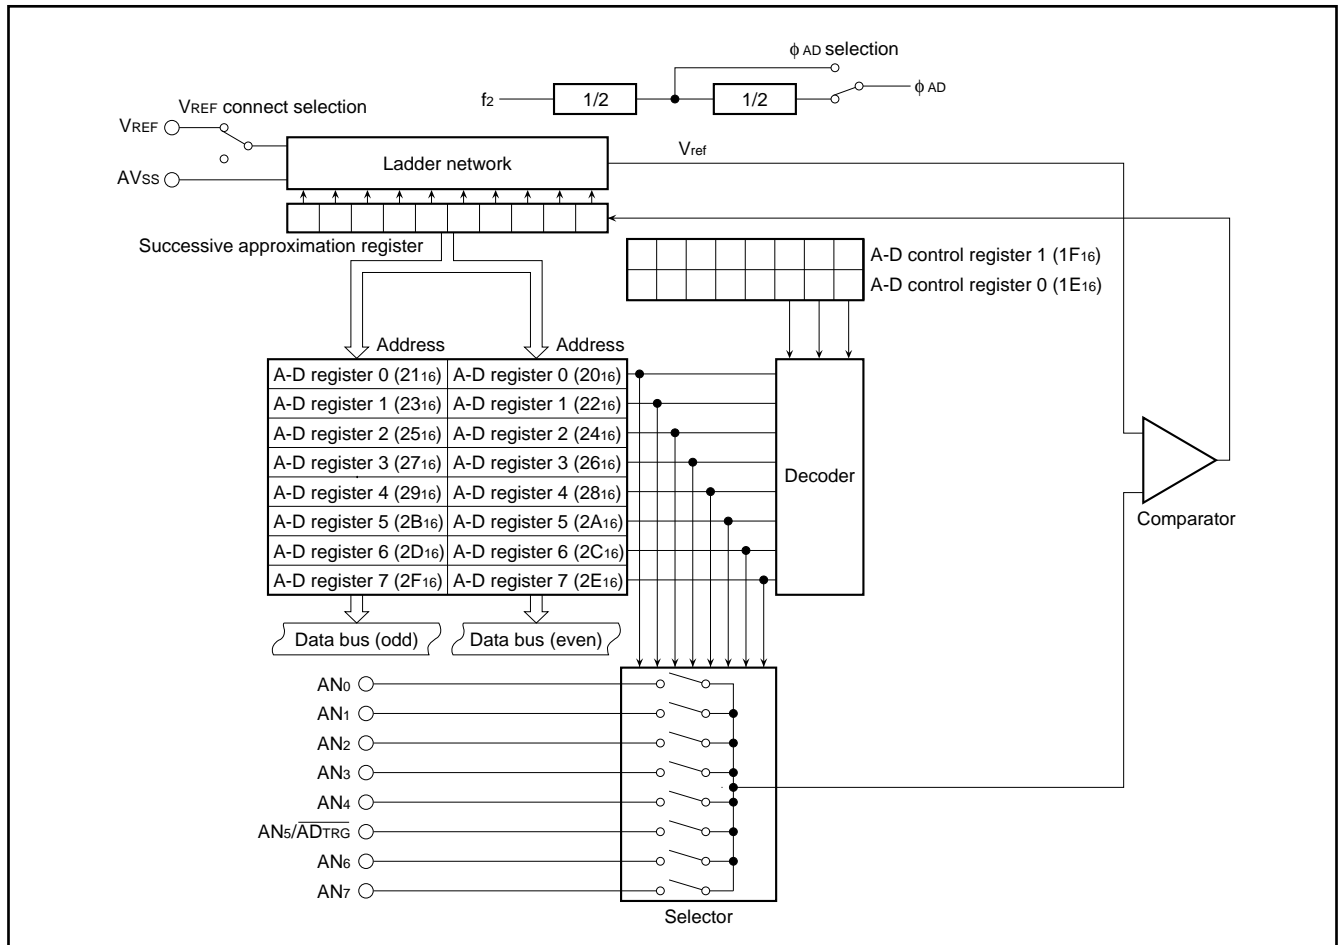 ϕ AD selection
f2
1/2
1/2
ϕ AD
VREF connect selection
VREF
AVSS
Ladder network
Vref
Successive approximation register
A-D control register 1 (1F16)
A-D control register 0 (1E16)
Address
Address
A-D register 0 (2116) A-D register 0 (2016)
A-D register 1 (2316) A-D register 1 (2216)
A-D register 2 (2516) A-D register 2 (2416)
A-D register 3 (2716) A-D register 3 (2616)
A-D register 4 (2916) A-D register 4 (2816)
A-D register 5 (2B16) A-D register 5 (2A16)
A-D register 6 (2D16) A-D register 6 (2C16)
A-D register 7 (2F16) A-D register 7 (2E16)
Decoder
Comparator
Data bus (odd)
Data bus (even)
AN0
AN1
AN2
AN3
AN4
AN5/ADTRG
AN6
AN7
Selector